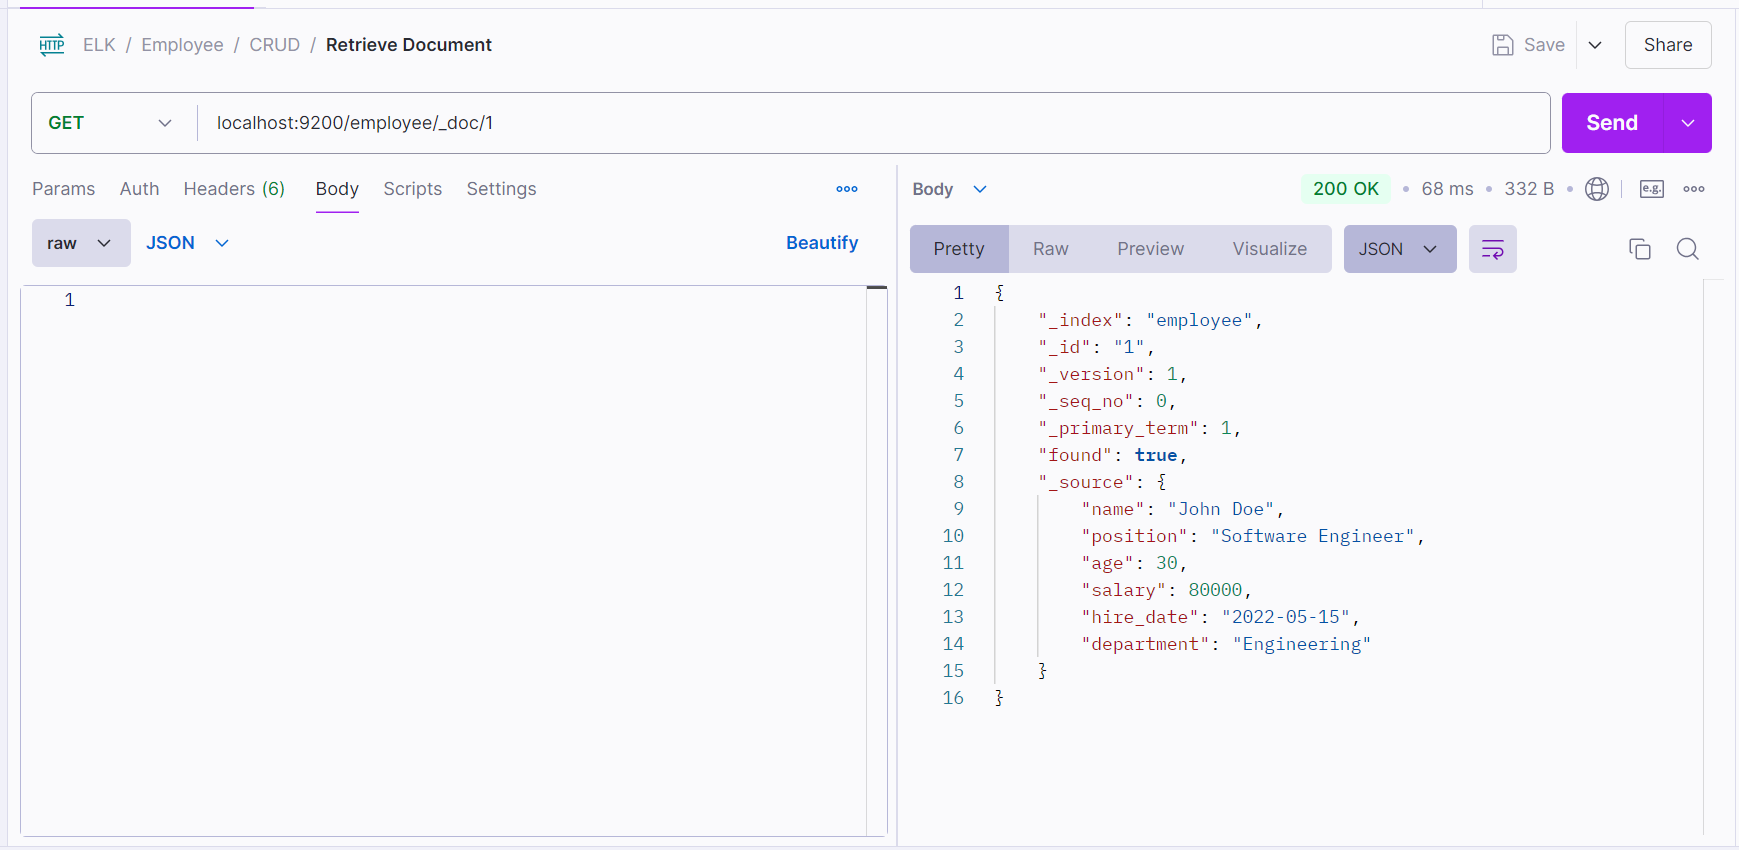 HTTP ELK / Employee / CRUD / Retrieve Document Save Share
GET localhost:9200/employee/_doc/1 Send
Params Auth Headers (6) Body Scripts Settings
raw JSON Beautify
1
Body 200 OK • 68 ms • 332 B • e.g.
Pretty Raw Preview Visualize JSON
1 {
2 "_index": "employee",
3 "_id": "1",
4 "_version": 1,
5 "_seq_no": 0,
6 "_primary_term": 1,
7 "found": true,
8 "_source": {
9 "name": "John Doe",
10 "position": "Software Engineer",
11 "age": 30,
12 "salary": 80000,
13 "hire_date": "2022-05-15",
14 "department": "Engineering"
15 }
16 }